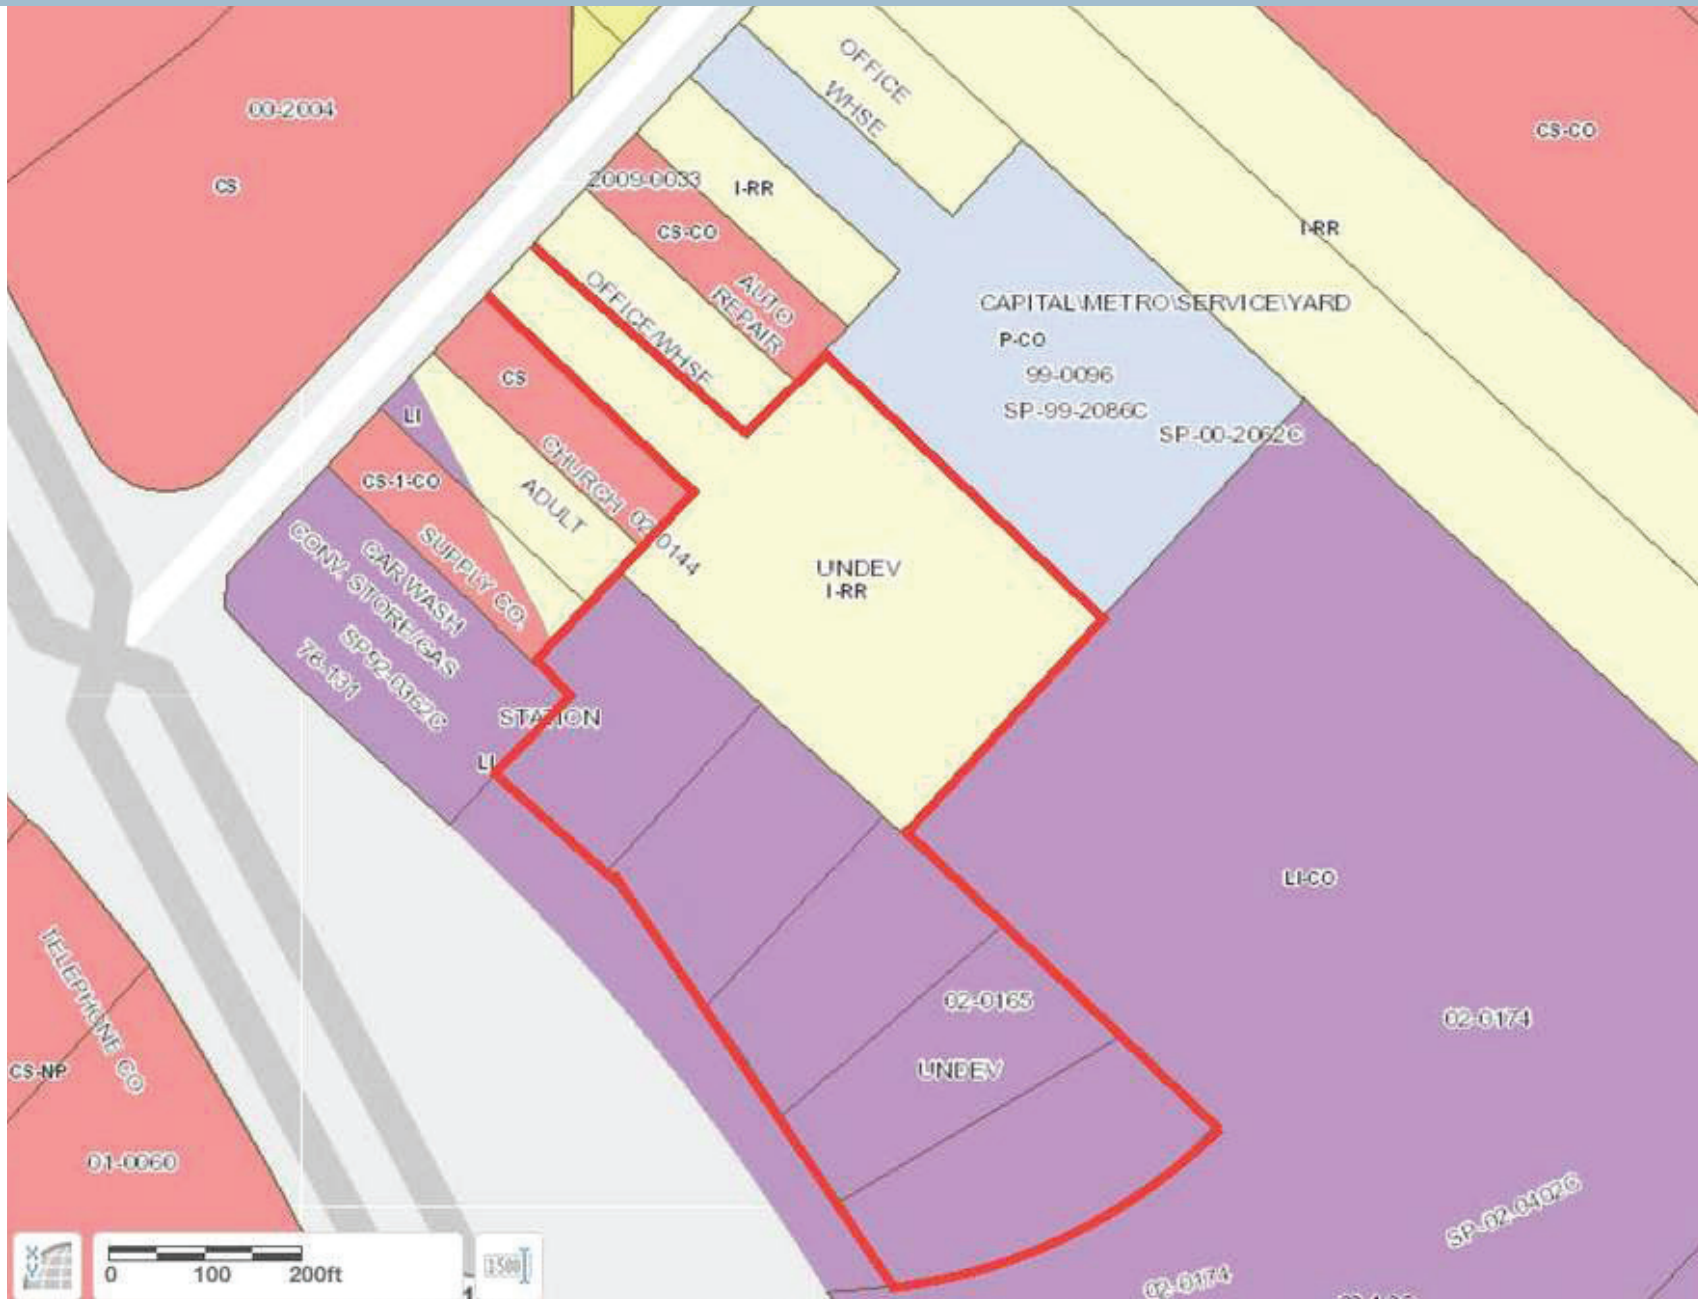 OFFICE
WHSE
00-2004
CS-CO
CS
2009-0033
I-RR
CS-CO
I-RR
AUTO
REPAIR
OFFICE/WHSE
CAPITAL\METRO\SERVICE\YARD
P-CO
99-0096
SP-99-2086C
SP-00-2062C
CS
LI
CHURCH 02-0144
ADULT
CS-1-CO
SUPPLY CO.
CAR WASH
CONV. STORE/GAS
SP92-0362C
76-131
UNDEV
I-RR
STATION
LI
LI-CO
TELEPHONE CO
02-0165
02-0174
UNDEV
CS-NP
01-0060
SP-02-0402C
02-0174
0 100 200ft
1500